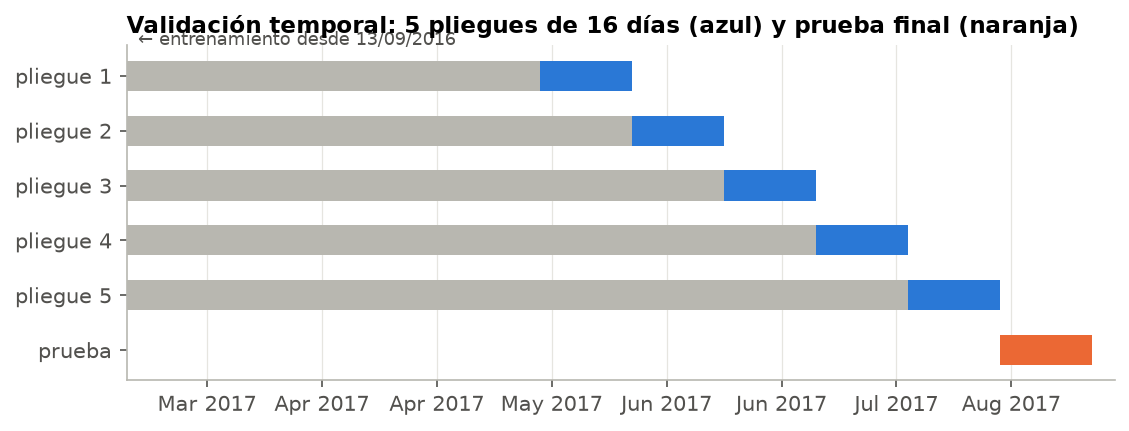 Validación temporal: 5 pliegues de 16 días (azul) y prueba final (naranja)
← entrenamiento desde 13/09/2016
pliegue 1
pliegue 2
pliegue 3
pliegue 4
pliegue 5
prueba
Mar 2017 Apr 2017 Apr 2017 May 2017 Jun 2017 Jun 2017 Jul 2017 Aug 2017